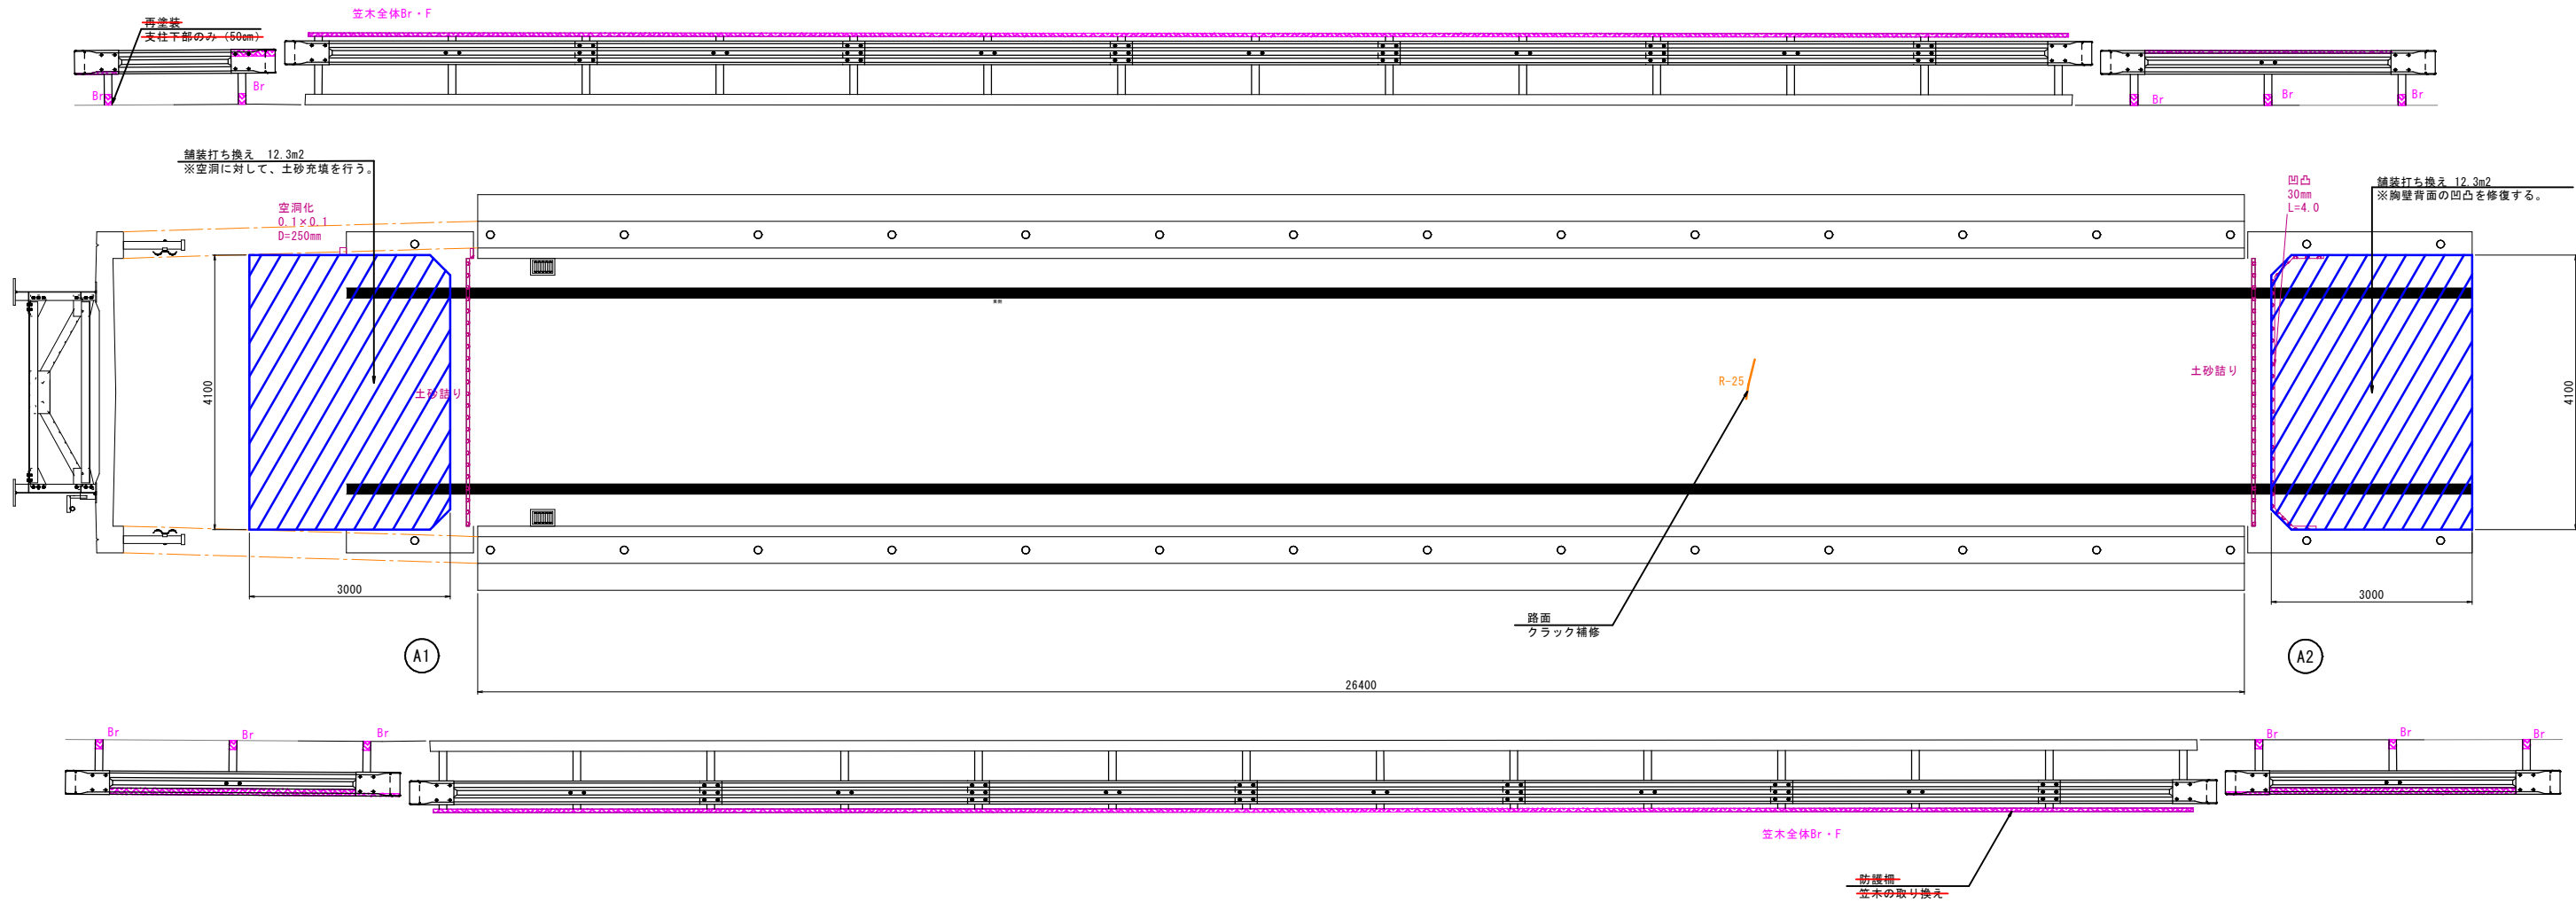 再塗装
支柱下部のみ (50cm)
笠木全体Br・F
Br
Br
Br
Br
Br
舗装打ち換え 12.3m2
※空洞に対して、土砂充填を行う。
空洞化
0.1×0.1
D=250mm
凹凸
30mm
L=4.0
舗装打ち換え 12.3m2
※胸壁背面の凹凸を修復する。
4100
土砂詰り
R-25
土砂詰り
4100
3000
3000
路面
クラック補修
A1
A2
26400
Br
Br
Br
Br
Br
Br
笠木全体Br・F
防護柵
笠木の取り換え